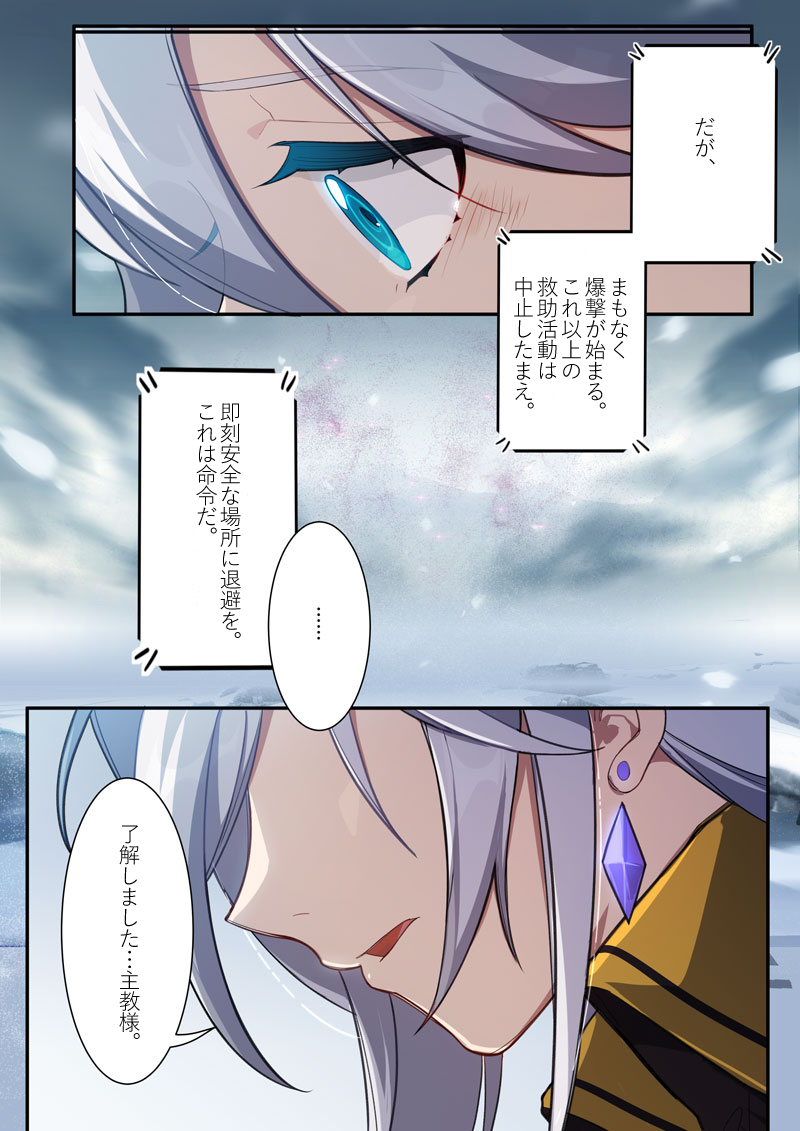 だが、
まもなく
爆撃が始まる。
これ以上の
救助活動は
中止したまえ。
即刻安全な場所に退避を。
これは命令だ。
……
了解しました…主教様。